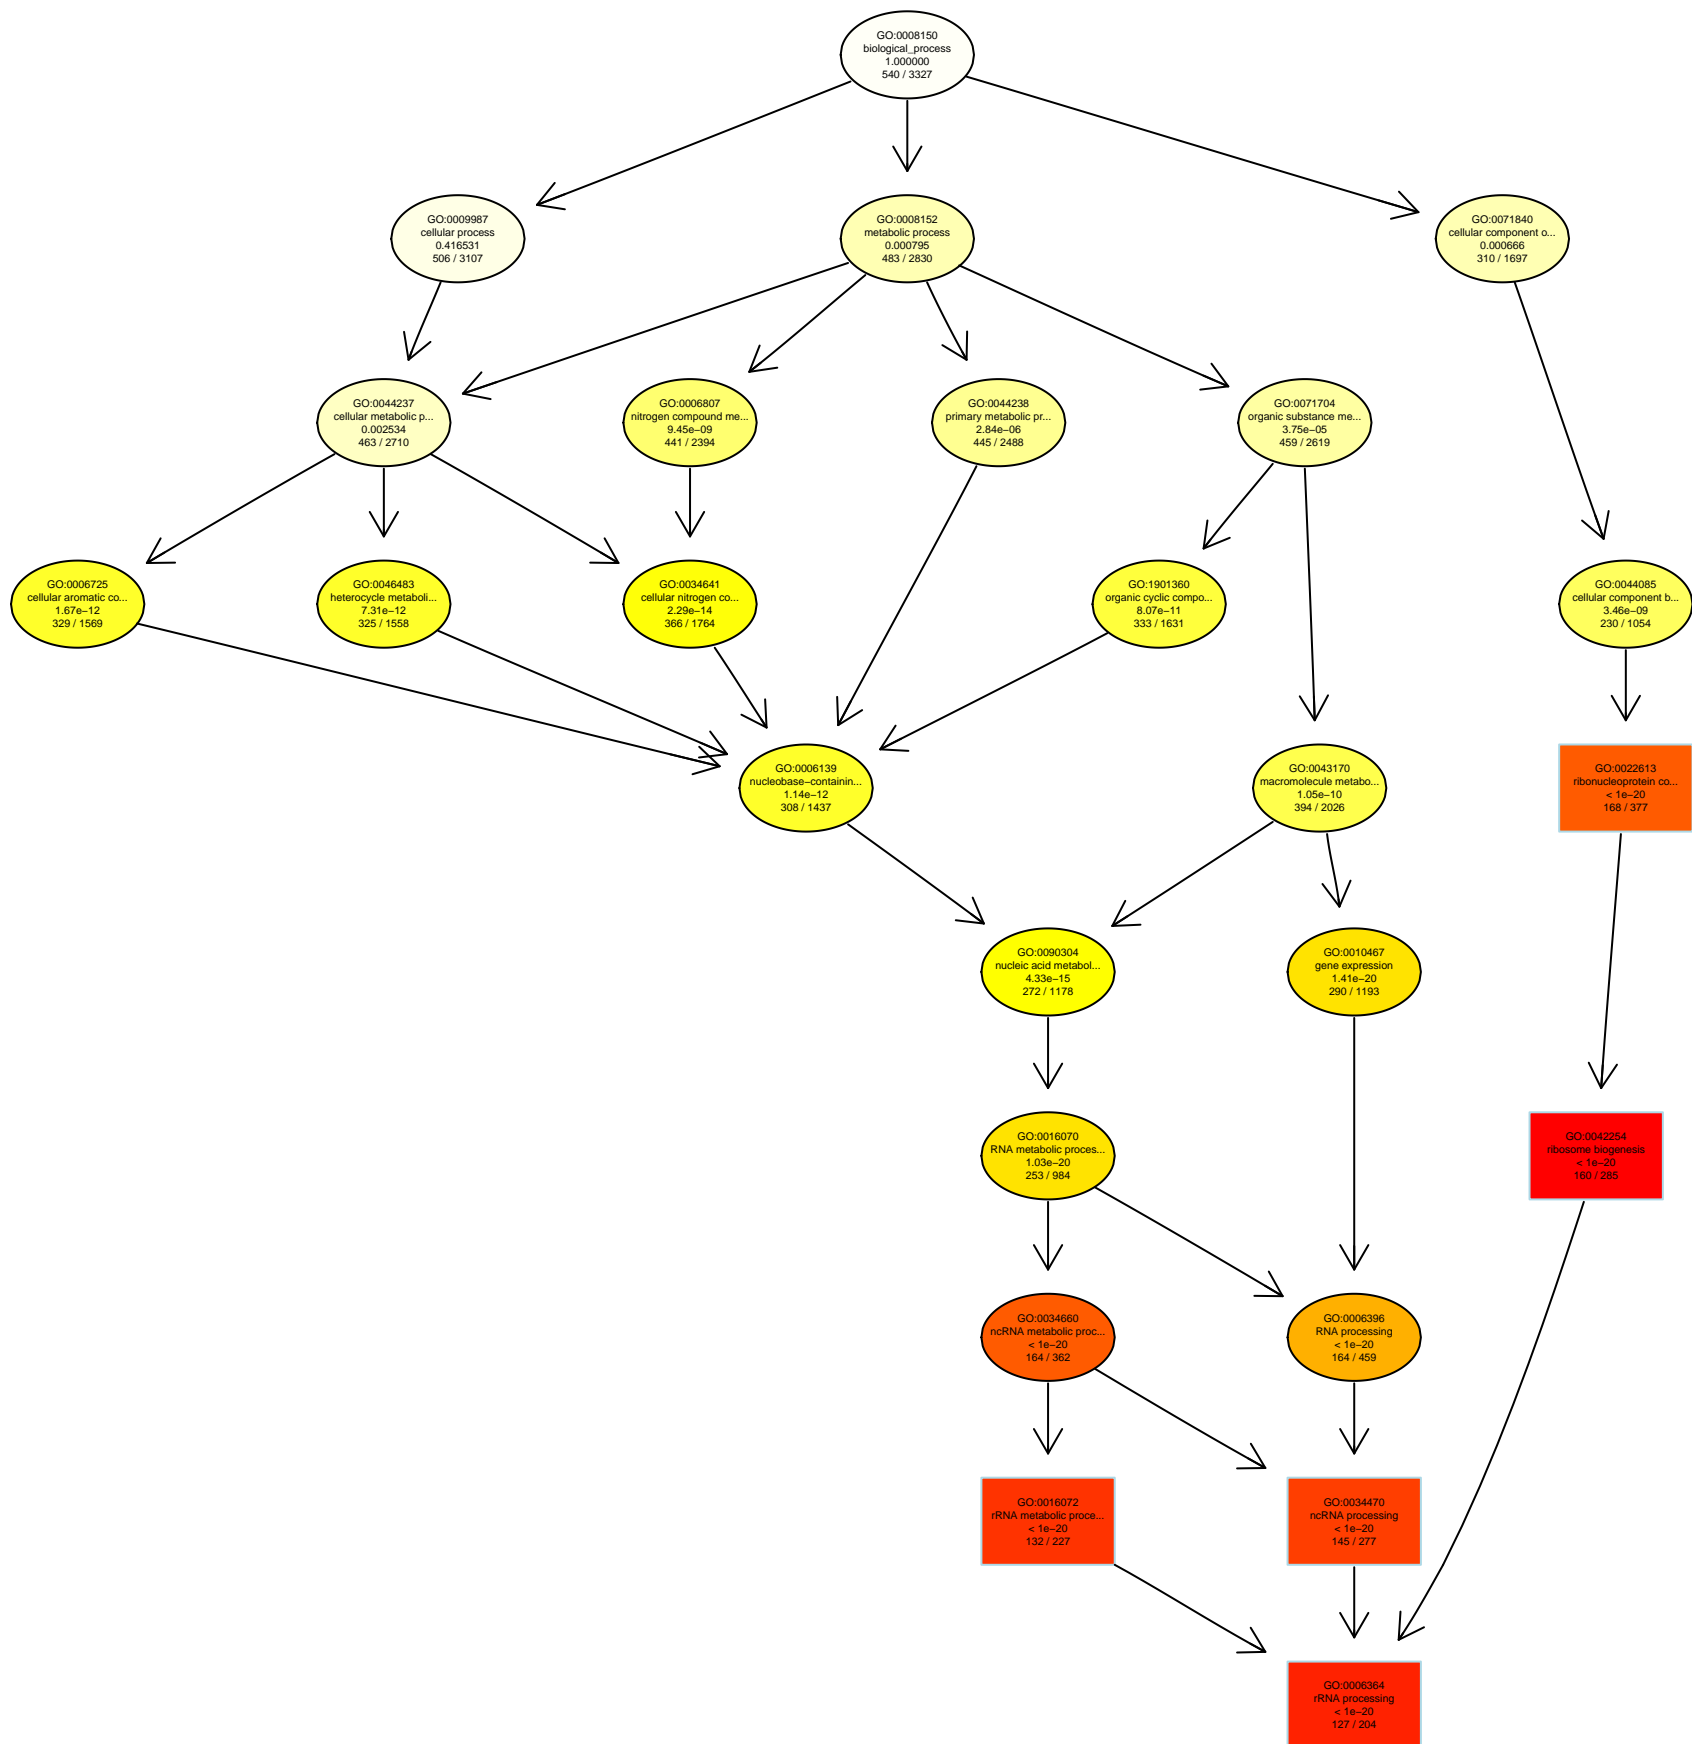 GO:0008150
biological_process
1.000000
540 / 3327
GO:0009987
cellular process
0.416531
506 / 3107
GO:0008152
metabolic process
0.000795
483 / 2830
GO:0071840
cellular component o...
0.000666
310 / 1697
GO:0044237
cellular metabolic p...
0.002534
463 / 2710
GO:0006807
nitrogen compound me...
9.45e−09
441 / 2394
GO:0044238
primary metabolic pr...
2.84e−06
445 / 2488
GO:0071704
organic substance me...
3.75e−05
459 / 2619
GO:0006725
cellular aromatic co...
1.67e−12
329 / 1569
GO:0046483
heterocycle metaboli...
7.31e−12
325 / 1558
GO:0034641
cellular nitrogen co...
2.29e−14
366 / 1764
GO:1901360
organic cyclic compo...
8.07e−11
333 / 1631
GO:0044085
cellular component b...
3.46e−09
230 / 1054
GO:0006139
nucleobase−containin...
1.14e−12
308 / 1437
GO:0043170
macromolecule metabo...
1.05e−10
394 / 2026
GO:0022613
ribonucleoprotein co...
< 1e−20
168 / 377
GO:0090304
nucleic acid metabol...
4.33e−15
272 / 1178
GO:0010467
gene expression
1.41e−20
290 / 1193
GO:0016070
RNA metabolic proces...
1.03e−20
253 / 984
GO:0042254
ribosome biogenesis
< 1e−20
160 / 285
GO:0034660
ncRNA metabolic proc...
< 1e−20
164 / 362
GO:0006396
RNA processing
< 1e−20
164 / 459
GO:0016072
rRNA metabolic proce...
< 1e−20
132 / 227
GO:0034470
ncRNA processing
< 1e−20
145 / 277
GO:0006364
rRNA processing
< 1e−20
127 / 204